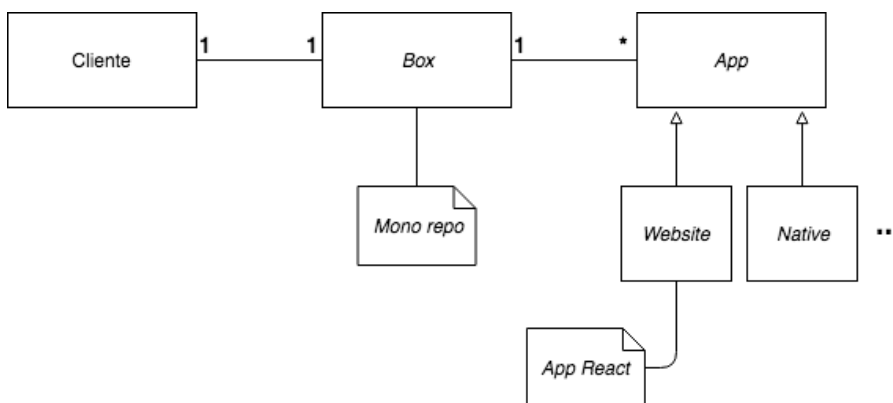 Cliente
1
1
Box
1
*
App
Mono repo
Website
Native
..
App React